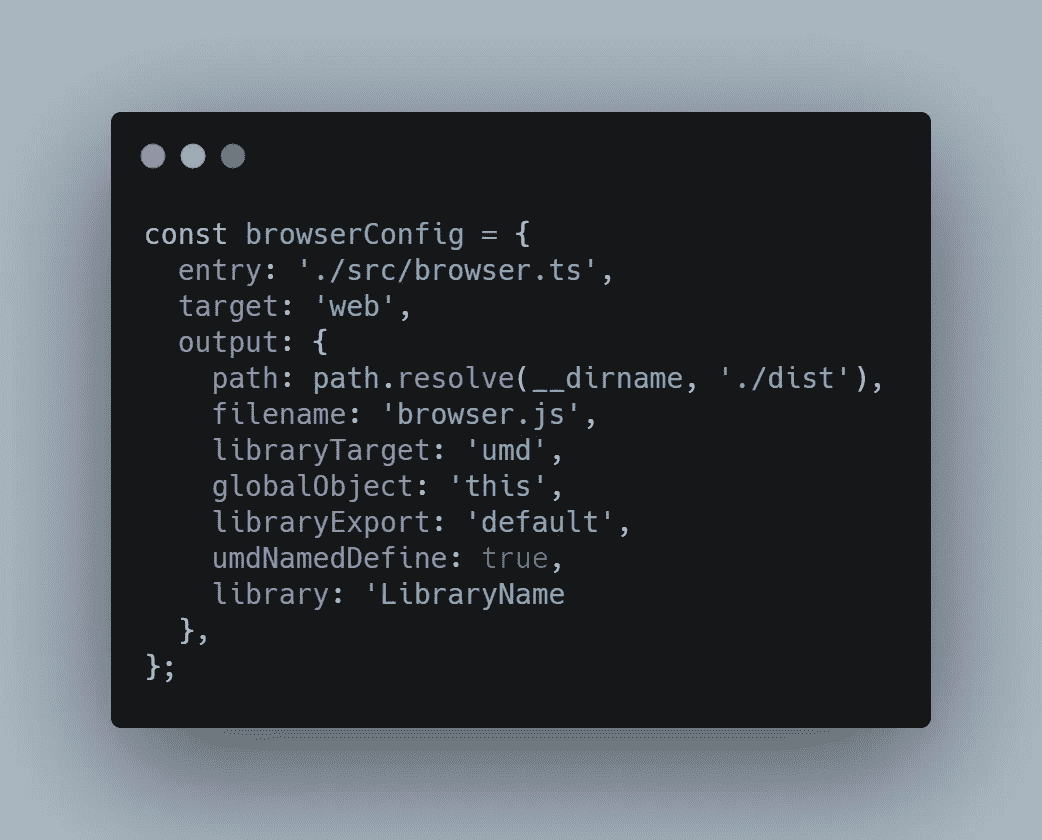 const browserConfig = {
  entry: './src/browser.ts',
  target: 'web',
  output: {
    path: path.resolve(__dirname, './dist'),
    filename: 'browser.js',
    libraryTarget: 'umd',
    globalObject: 'this',
    libraryExport: 'default',
    umdNamedDefine: true,
    library: 'LibraryName
  },
};